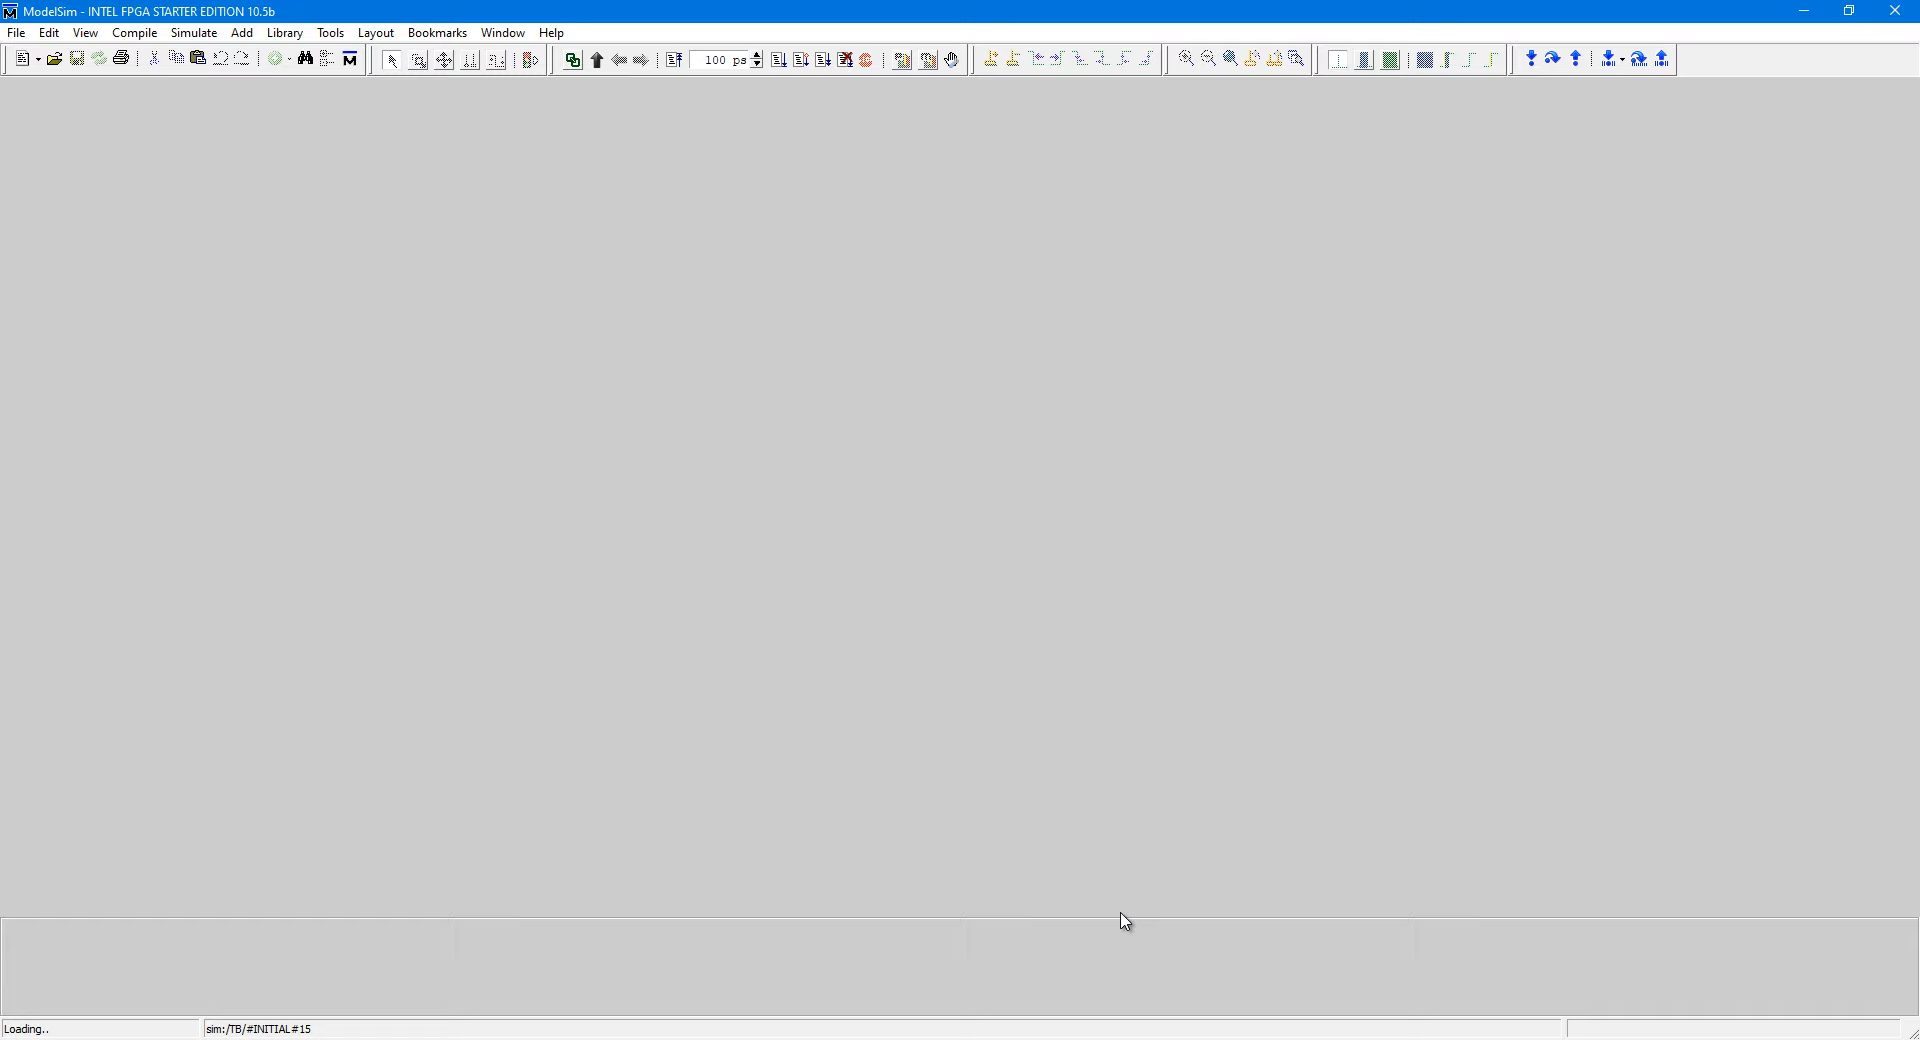 ModelSim - INTEL FPGA STARTER EDITION 10.5b
File Edit View Compile Simulate Add Library Tools Layout Bookmarks Window Help
100 ps
Loading.. sim:/TB/#INITIAL#15